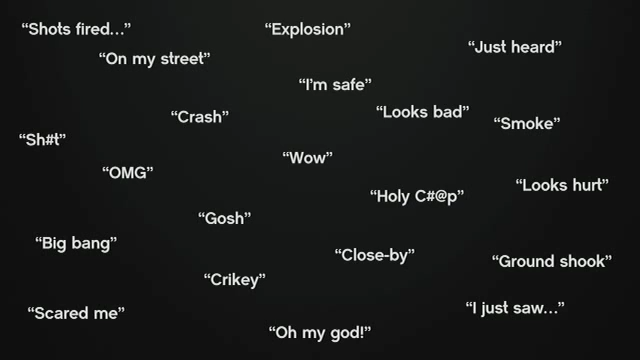 “Shots fired...”
“Explosion”
“Just heard”
“On my street”
“I’m safe”
“Looks bad”
“Crash”
“Smoke”
“Sh#t”
“Wow”
“OMG”
“Looks hurt”
“Holy C#@p”
“Gosh”
“Big bang”
“Close-by”
“Ground shook”
“Crikey”
“I just saw...”
“Scared me”
“Oh my god!”